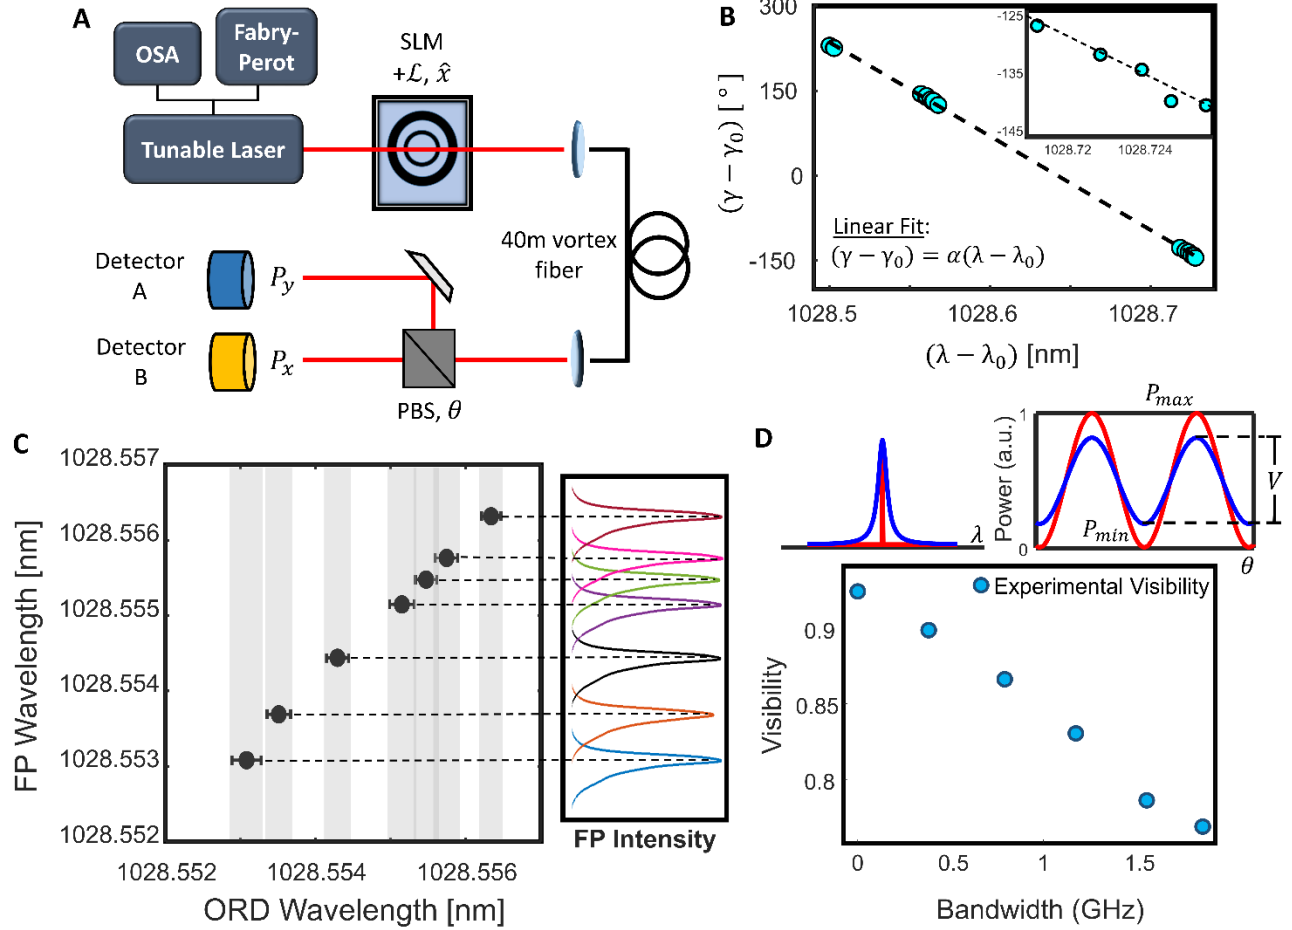 A
OSA
Fabry-
Perot
Tunable Laser
SLM
+ℒ, x̂
40m vortex
fiber
Detector
A
P_y
Detector
B
P_x
PBS, θ
B
(γ − γ₀) [°]
300
150
0
-150
1028.5
1028.6
1028.7
(λ − λ₀) [nm]
Linear Fit:
(γ − γ₀) = α(λ − λ₀)
-125
-135
-145
1028.72
1028.724
C
FP Wavelength [nm]
1028.557
1028.556
1028.555
1028.554
1028.553
1028.552
1028.552
1028.554
1028.556
ORD Wavelength [nm]
FP Intensity
D
λ
Power (a.u.)
1
0
P_max
P_min
V
θ
Experimental Visibility
Visibility
0.9
0.85
0.8
0
0.5
1
1.5
Bandwidth (GHz)